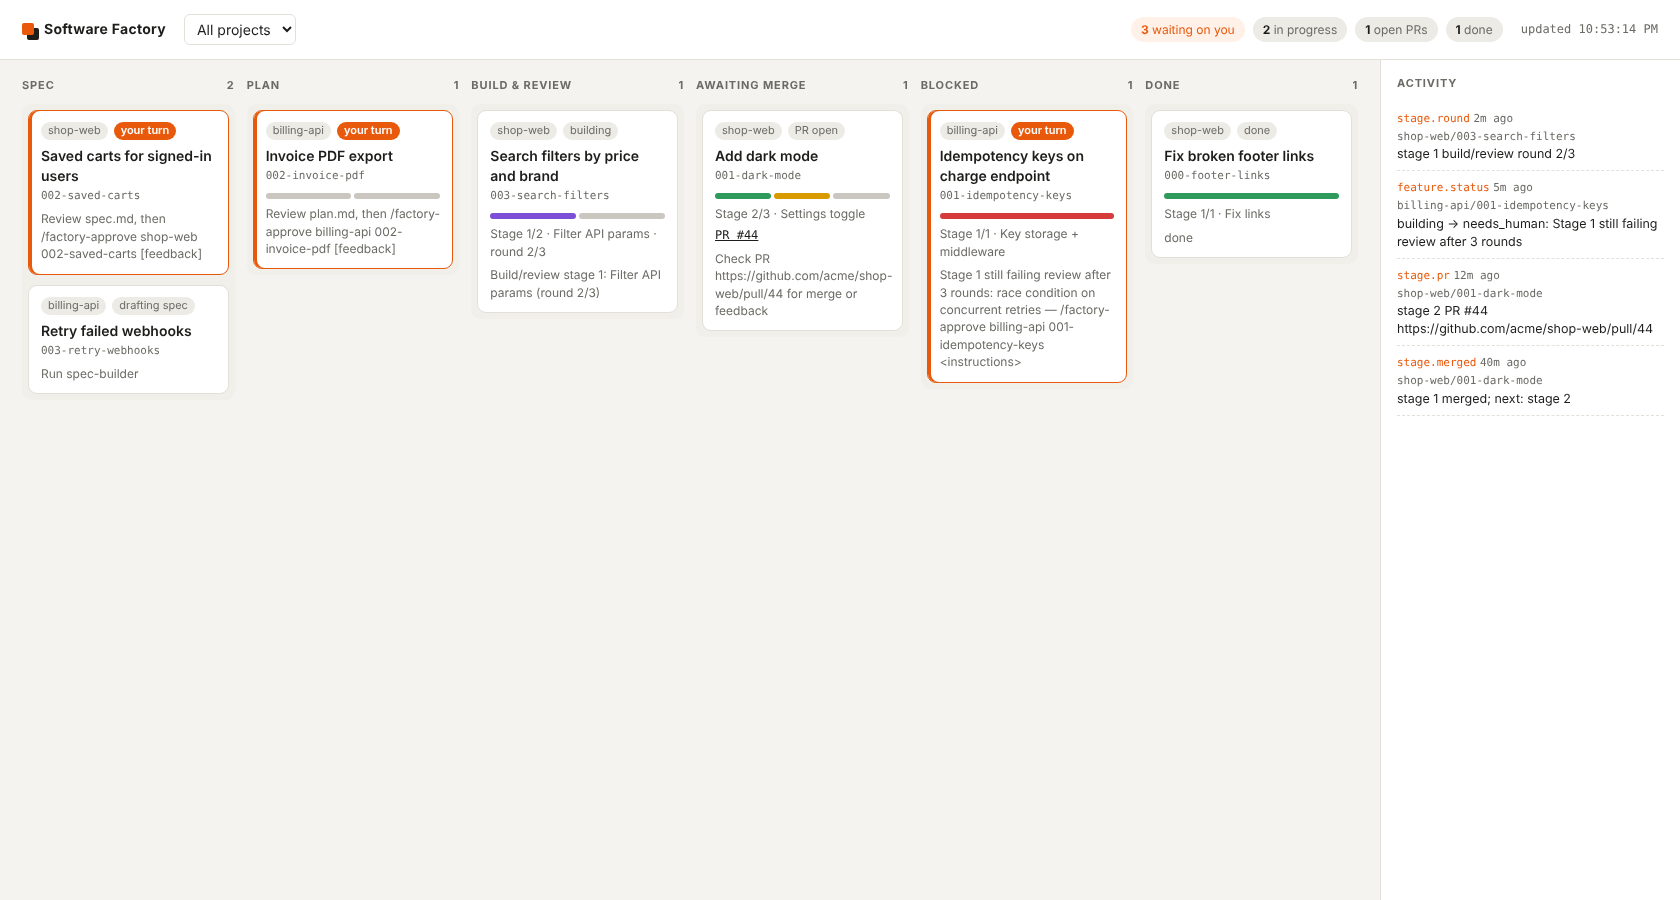 Software Factory
All projects
3 waiting on you
2 in progress
1 open PRs
1 done
updated 10:53:14 PM
SPEC 2
shop-web your turn
Saved carts for signed-in
users
002-saved-carts
Review spec.md, then
/factory-approve shop-web
002-saved-carts [feedback]
billing-api drafting spec
Retry failed webhooks
003-retry-webhooks
Run spec-builder
PLAN 1
billing-api your turn
Invoice PDF export
002-invoice-pdf
Review plan.md, then /factory-
approve billing-api 002-
invoice-pdf [feedback]
BUILD & REVIEW 1
shop-web building
Search filters by price
and brand
003-search-filters
Stage 1/2 · Filter API params ·
round 2/3
Build/review stage 1: Filter API
params (round 2/3)
AWAITING MERGE 1
shop-web PR open
Add dark mode
001-dark-mode
Stage 2/3 · Settings toggle
PR #44
Check PR
https://github.com/acme/shop-
web/pull/44 for merge or
feedback
BLOCKED 1
billing-api your turn
Idempotency keys on
charge endpoint
001-idempotency-keys
Stage 1/1 · Key storage +
middleware
Stage 1 still failing review after
3 rounds: race condition on
concurrent retries — /factory-
approve billing-api 001-
idempotency-keys
<instructions>
DONE 1
shop-web done
Fix broken footer links
000-footer-links
Stage 1/1 · Fix links
done
ACTIVITY
stage.round 2m ago
shop-web/003-search-filters
stage 1 build/review round 2/3
feature.status 5m ago
billing-api/001-idempotency-keys
building → needs_human: Stage 1 still failing
review after 3 rounds
stage.pr 12m ago
shop-web/001-dark-mode
stage 2 PR #44
https://github.com/acme/shop-web/pull/44
stage.merged 40m ago
shop-web/001-dark-mode
stage 1 merged; next: stage 2